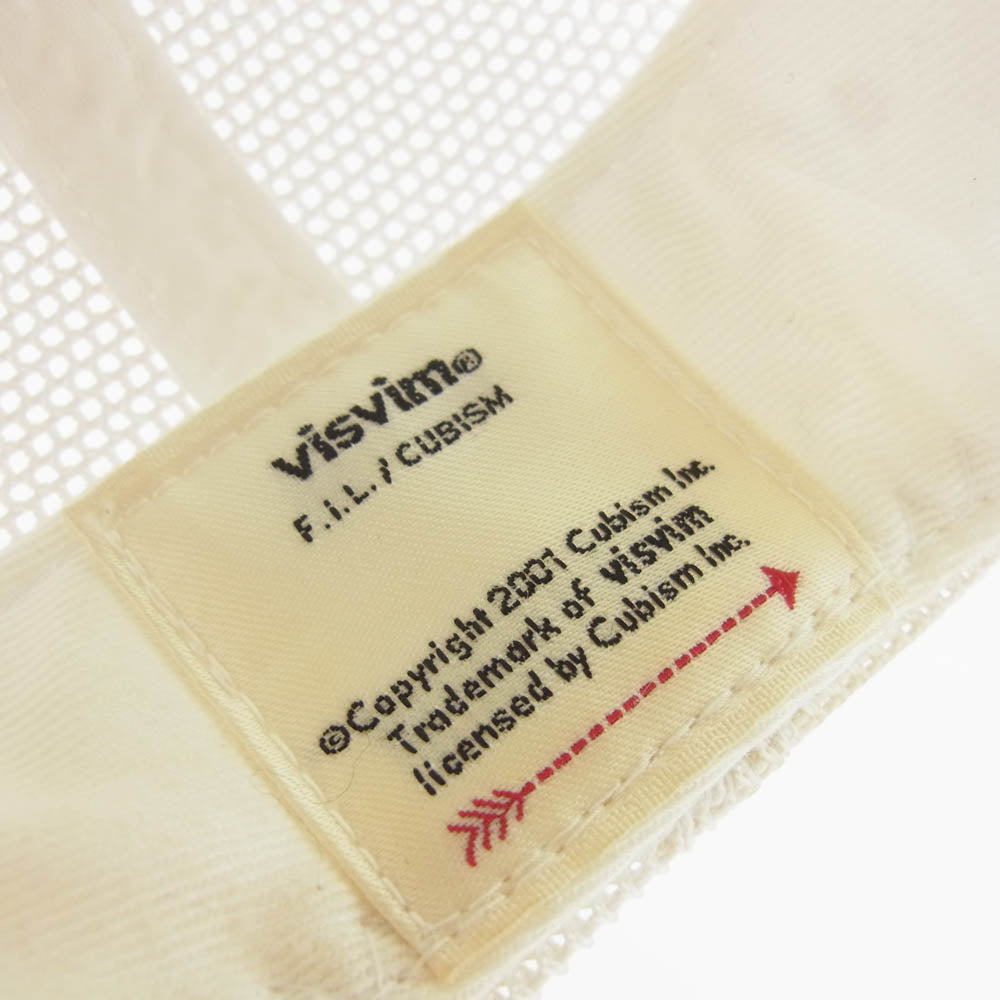 visvim®
F.I.L./CUBISM
©Copyright 2001 Cubism Inc.
Trademark of visvim
licensed by Cubism Inc.